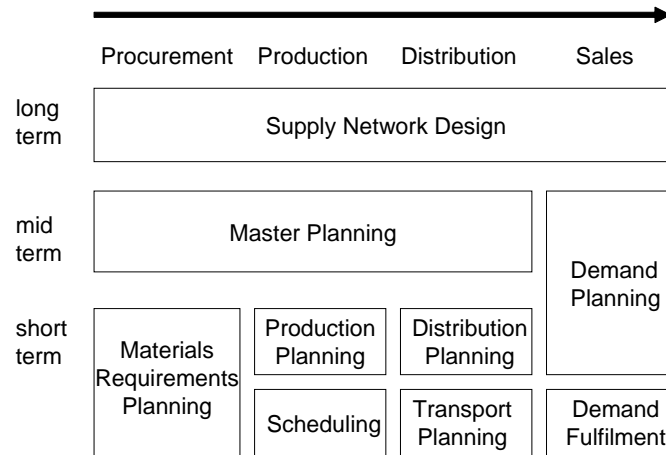 Procurement Production Distribution Sales
long
term
Supply Network Design
mid
term
Master Planning
Demand
Planning
short
term
Materials
Requirements
Planning
Production
Planning
Distribution
Planning
Scheduling
Transport
Planning
Demand
Fulfilment